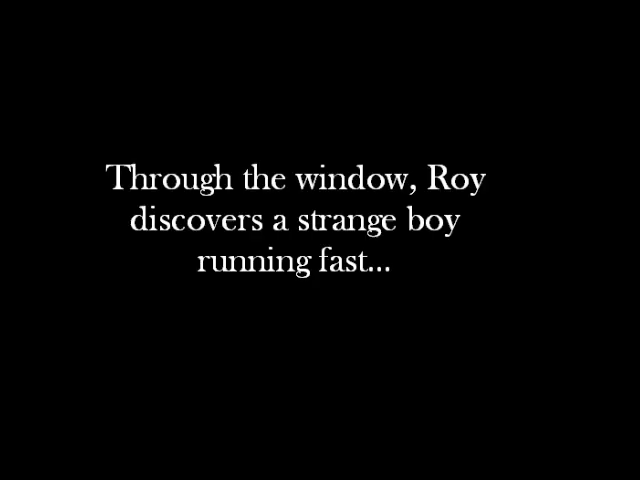 Through the window, Roy
discovers a strange boy
running fast...